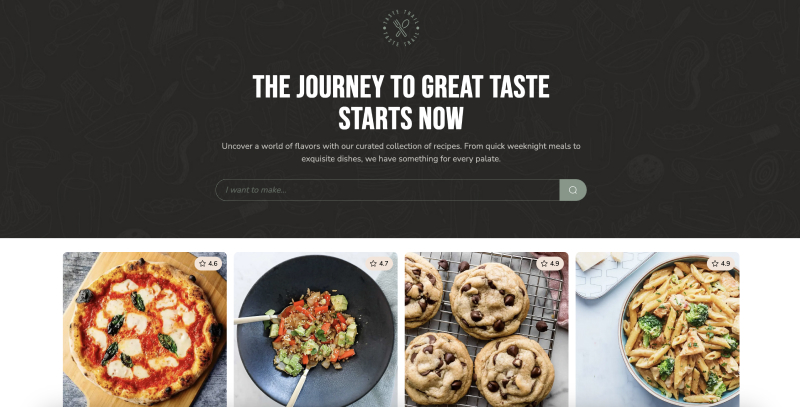 TASTE TRAIL
TASTE TRAIL
THE JOURNEY TO GREAT TASTE
STARTS NOW
Uncover a world of flavors with our curated collection of recipes. From quick weeknight meals to
exquisite dishes, we have something for every palate.
I want to make...
4.6
4.7
4.9
4.9